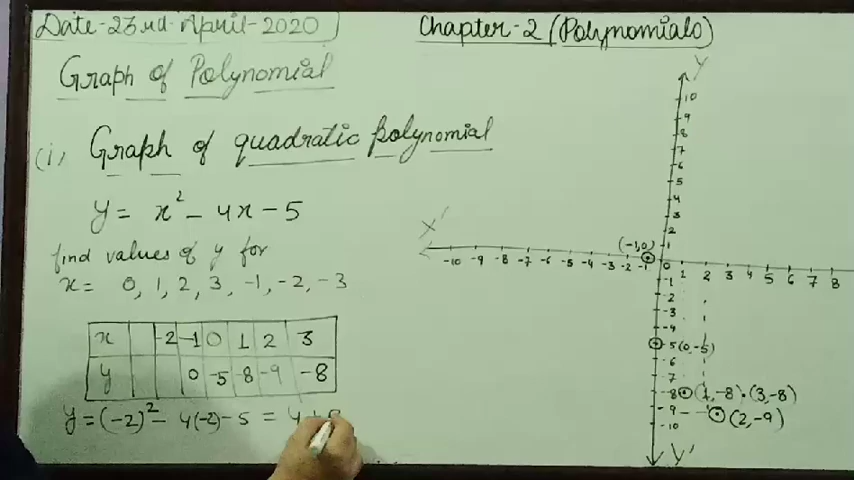 Date-23rd-April-2020
Chapter-2 (Polynomials)
Graph of Polynomial
(i) Graph of quadratic polynomial
y = x² - 4x - 5
find values of y for
x = 0, 1, 2, 3, -1, -2, -3
x -2 -1 0 1 2 3
y 0 -5 -8 -9 -8
y = (-2)² - 4(-2) - 5 = 4 +
Y
10
9
8
7
6
5
4
3
2
1
X'
(-1,0)
-10 -9 -8 -7 -6 -5 -4 -3 -2 -1 0 1 2 3 4 5 6 7 8
-1
-2
-3
-4
-5 (0,-5)
-6
-7
-8 (1,-8) (3,-8)
-9 (2,-9)
-10
Y'